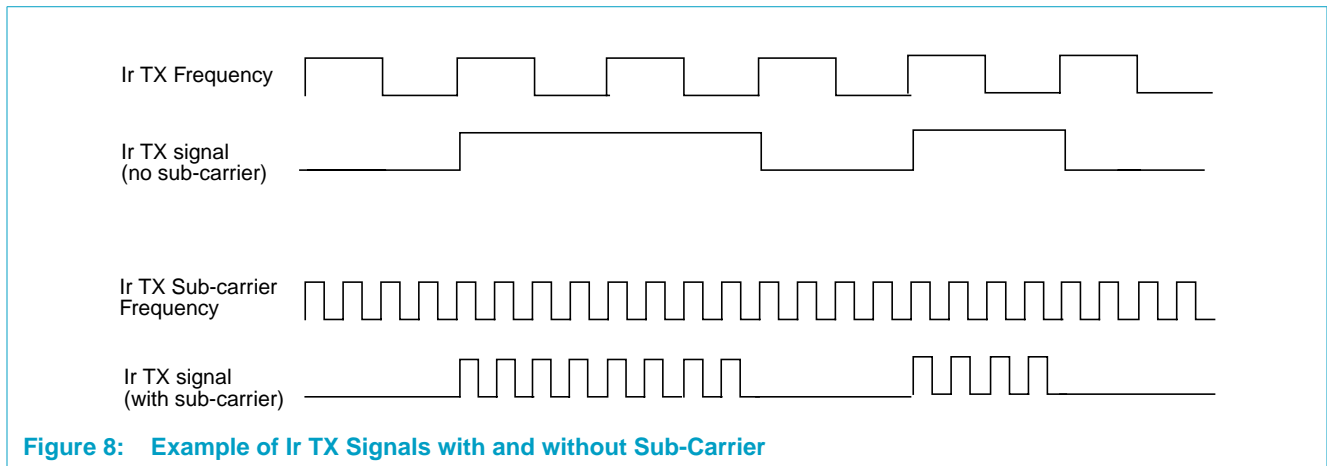 Ir TX Frequency
Ir TX signal
(no sub-carrier)
Ir TX Sub-carrier
Frequency
Ir TX signal
(with sub-carrier)
Figure 8: Example of Ir TX Signals with and without Sub-Carrier